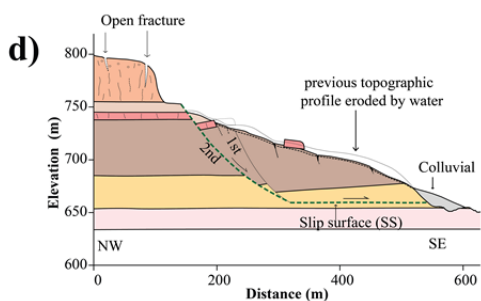 d)
Open fracture
800
750
700
650
600
Elevation (m)
previous topographic
profile eroded by water
1st
2nd
Colluvial
Slip surface (SS)
NW
SE
0
200
400
600
Distance (m)